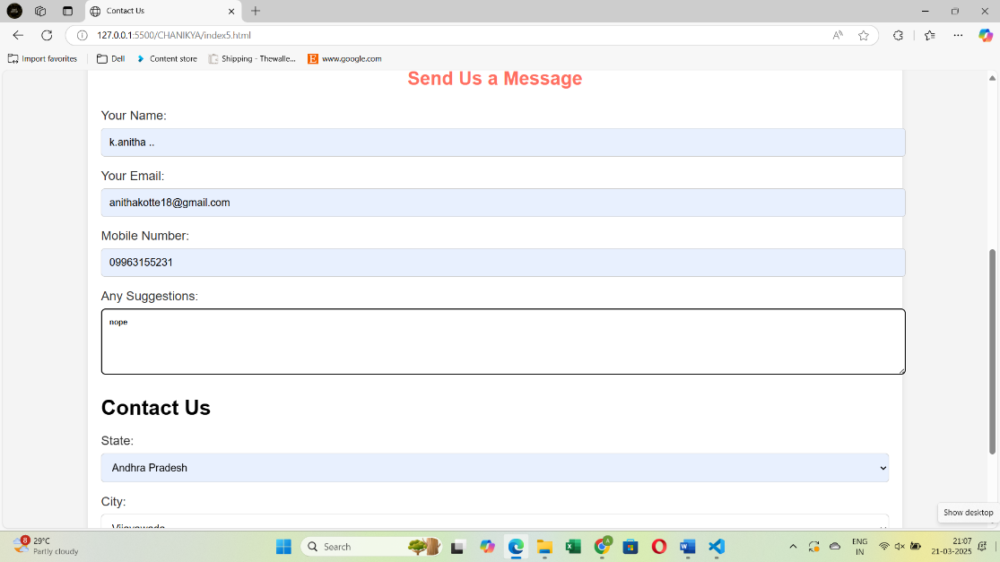 Contact Us
127.0.0.1:5500/CHANIKYA/index5.html
Import favorites
Dell
Content store
Shipping - Thewalle...
www.google.com
Send Us a Message
Your Name:
k.anitha ..
Your Email:
anithakotte18@gmail.com
Mobile Number:
09963155231
Any Suggestions:
nope
Contact Us
State:
Andhra Pradesh
City:
Vijayawada
Show desktop
8
29°C
Partly cloudy
Search
A
ENG
IN
21:07
21-03-2025